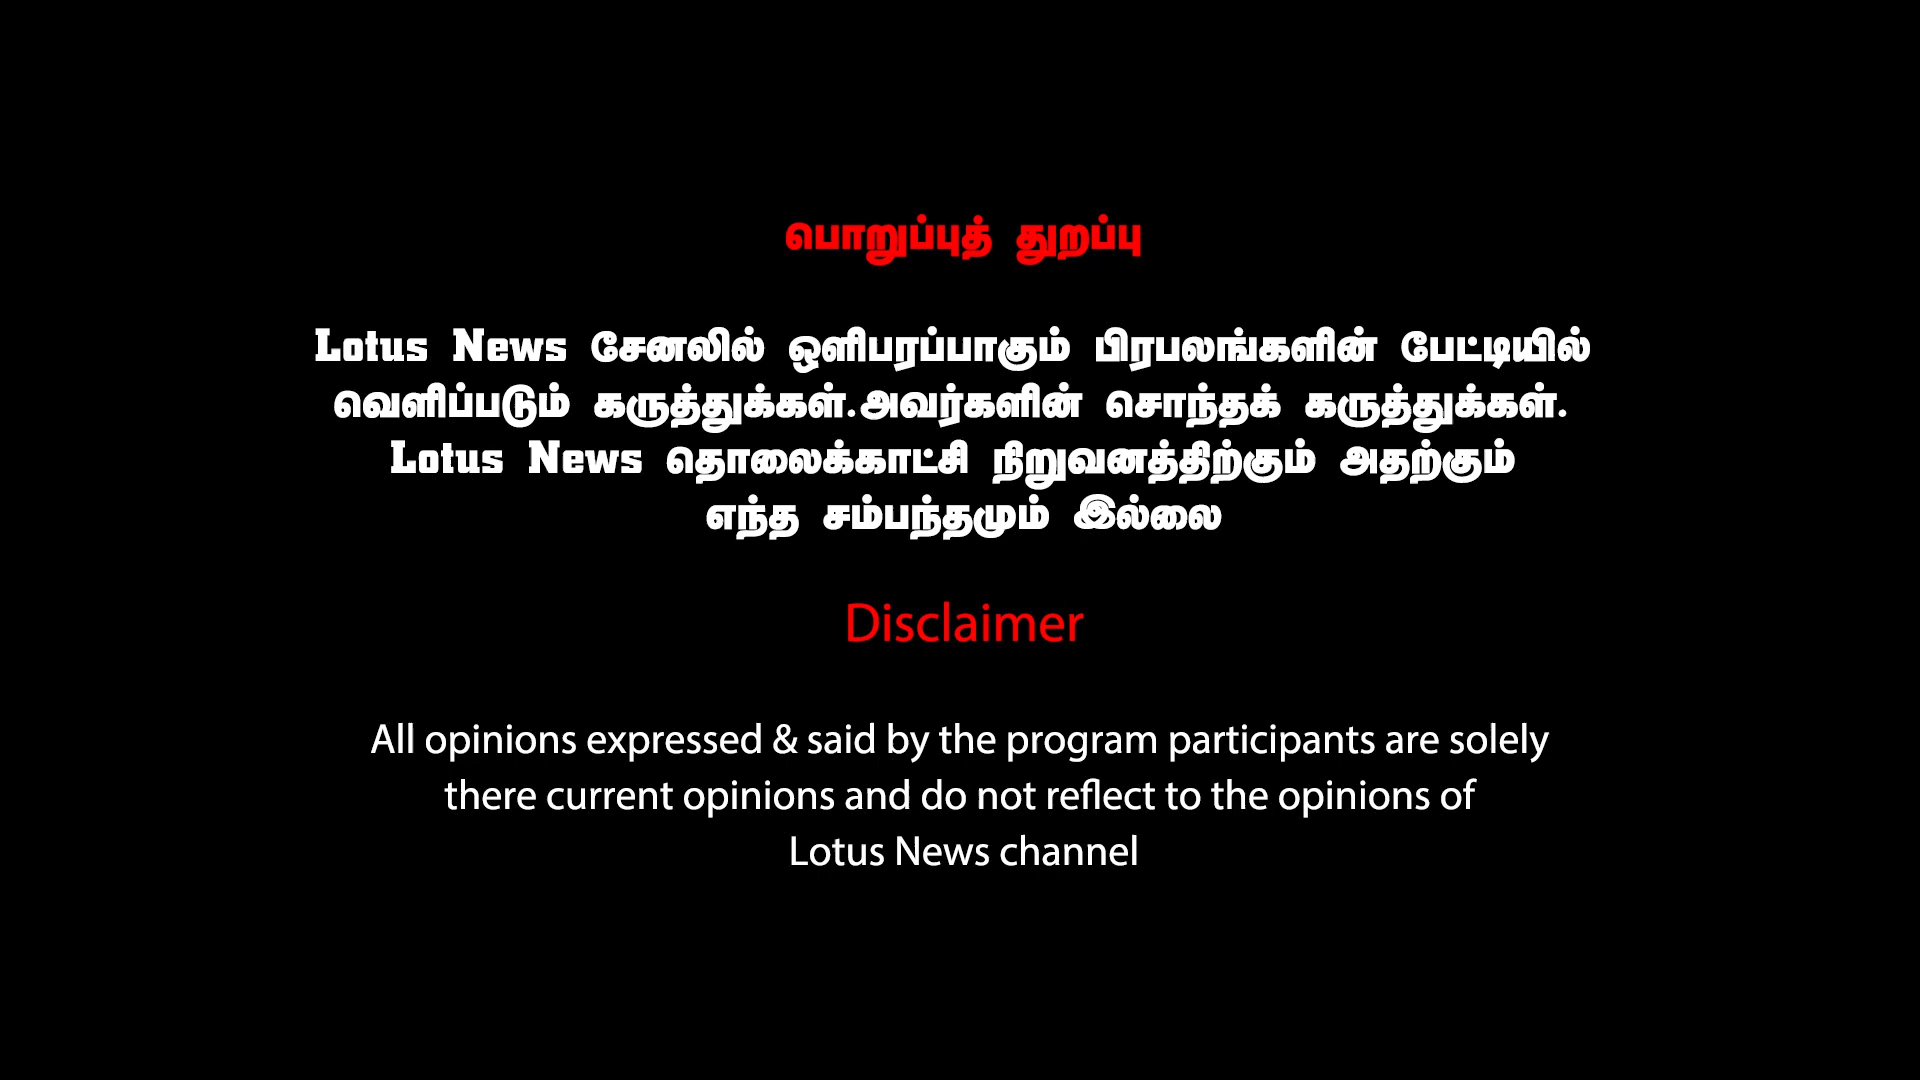 பொறுப்புத் துறப்பு
Lotus News சேனலில் ஒளிபரப்பாகும் பிரபலங்களின் பேட்டியில்
வெளிப்படும் கருத்துக்கள்.அவர்களின் சொந்தக் கருத்துக்கள்.
Lotus News தொலைக்காட்சி நிறுவனத்திற்கும் அதற்கும்
எந்த சம்பந்தமும் இல்லை
Disclaimer
All opinions expressed & said by the program participants are solely
there current opinions and do not reflect to the opinions of
Lotus News channel